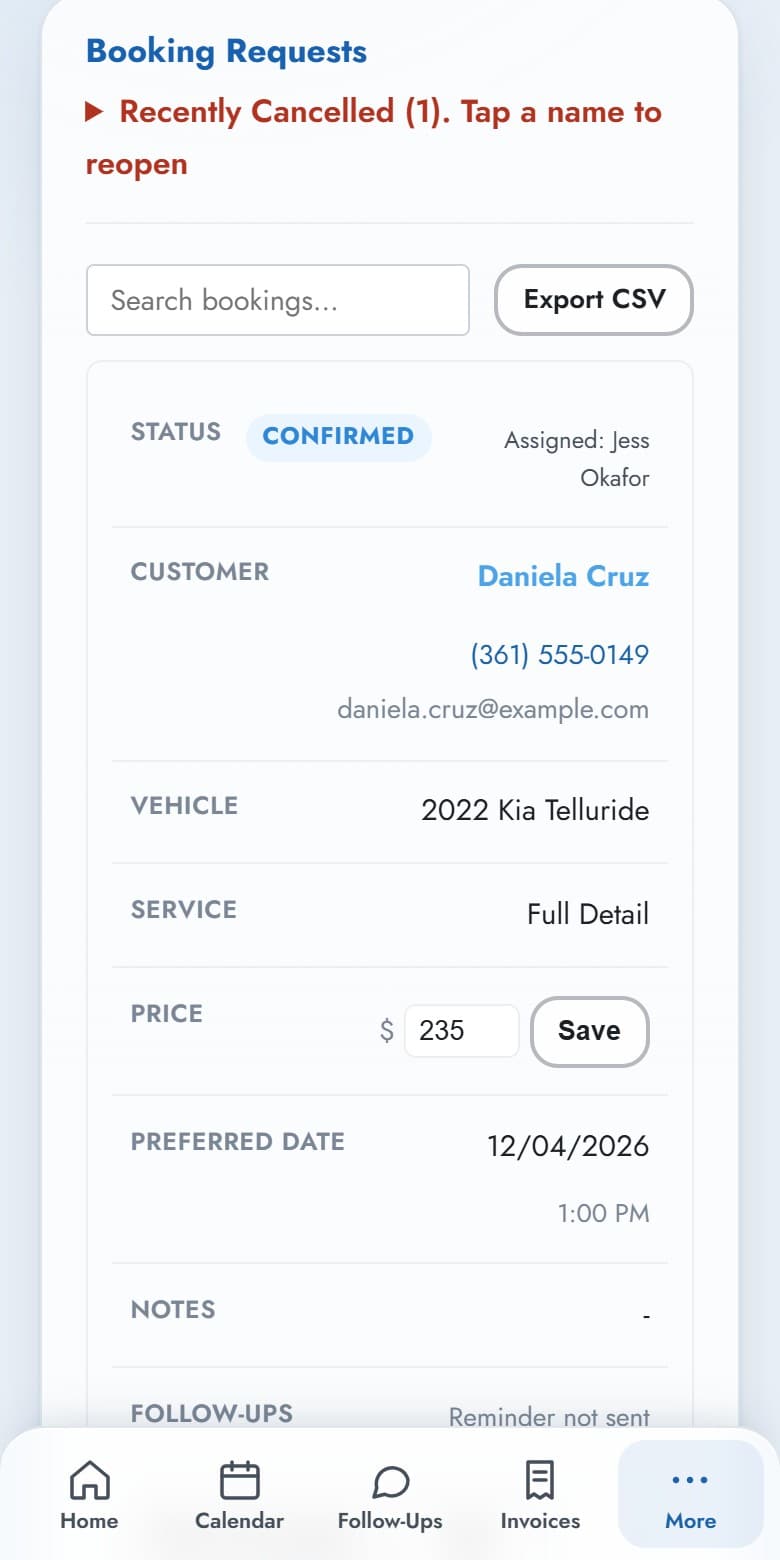 Booking Requests
▶ Recently Cancelled (1). Tap a name to
reopen
Search bookings...
Export CSV
STATUS
CONFIRMED
Assigned: Jess
Okafor
CUSTOMER
Daniela Cruz
(361) 555-0149
daniela.cruz@example.com
VEHICLE
2022 Kia Telluride
SERVICE
Full Detail
PRICE
$ 235
Save
PREFERRED DATE
12/04/2026
1:00 PM
NOTES
-
FOLLOW-UPS
Reminder not sent
Home
Calendar
Follow-Ups
Invoices
More